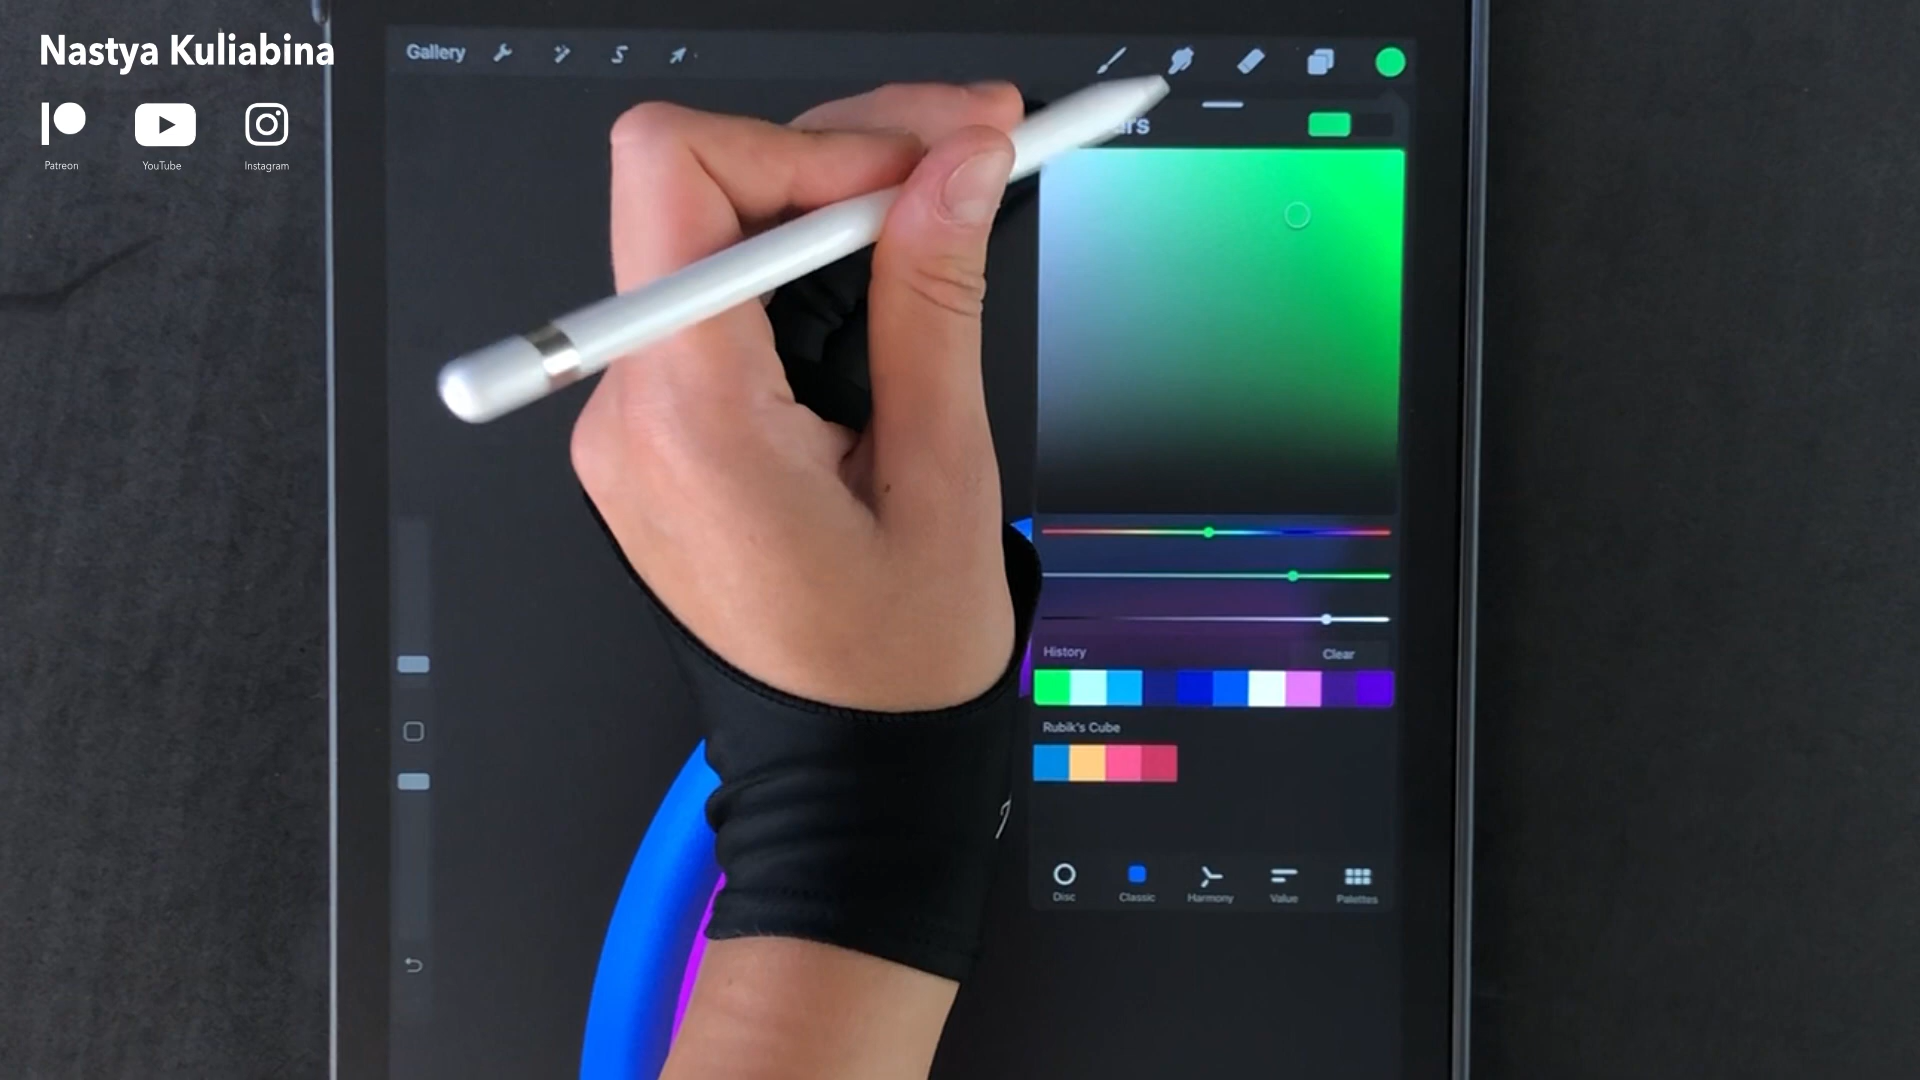 Nastya Kuliabina
Patreon
YouTube
Instagram
Gallery
History
Clear
Rubik's Cube
Disc
Classic
Harmony
Value
Palettes